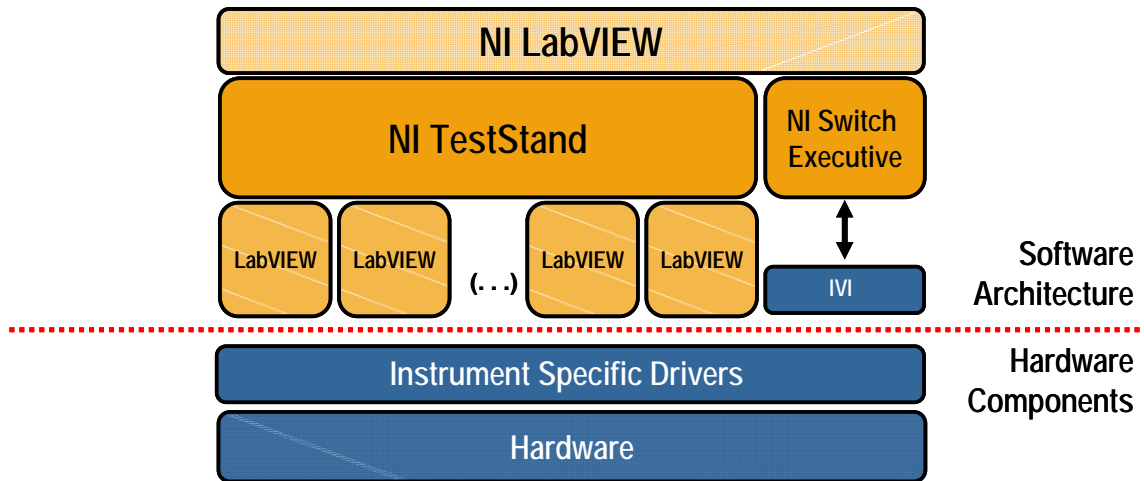 NI LabVIEW
NI TestStand
NI Switch
Executive
LabVIEW
LabVIEW
(. . .)
LabVIEW
LabVIEW
IVI
Software
Architecture
Instrument Specific Drivers
Hardware
Components
Hardware